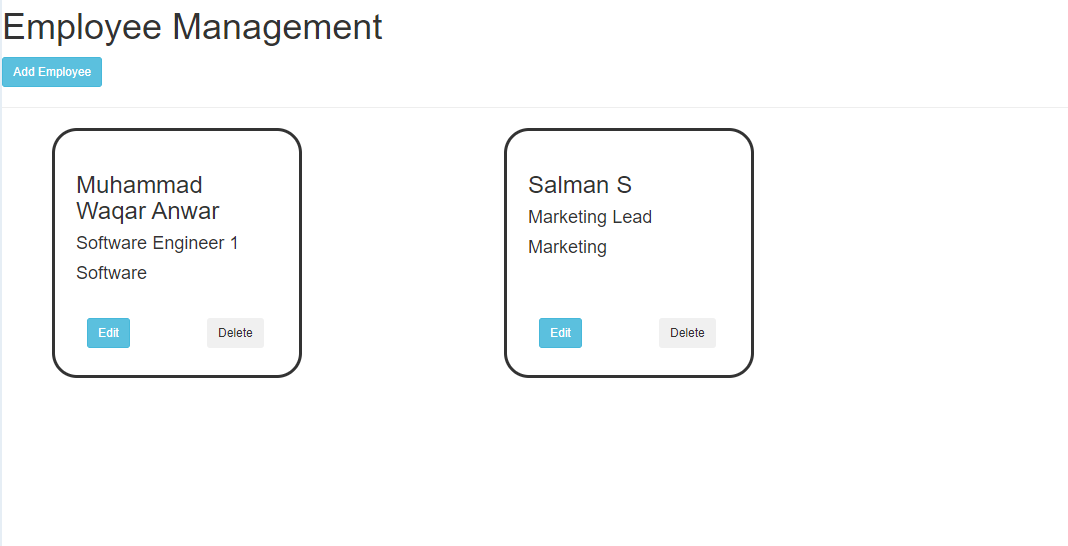 Employee Management
Add Employee
Muhammad
Waqar Anwar
Software Engineer 1
Software
Edit
Delete
Salman S
Marketing Lead
Marketing
Edit
Delete